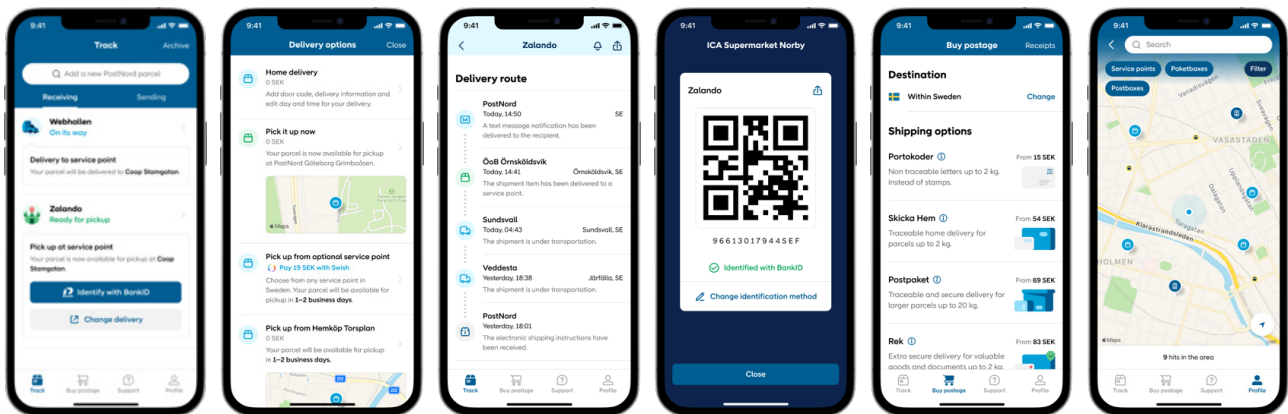 9:41
Track
Archive
Add a new PostNord parcel
Receiving
Sending
Webhallen
On its way
Delivery to service point
Your parcel will be delivered to Coop Stamgatan.
Zalando
Ready for pickup
Pick up at service point
Your parcel is now available for pickup at Coop
Stamgatan.
Identify with BankID
Change delivery
Track
Buy postage
Support
Profile
9:41
Delivery options
Close
Home delivery
0 SEK
Add door code, delivery information and
edit day and time for your delivery.
Pick it up now
0 SEK
Your parcel is now available for pickup
at PostNord Göteborg Grimboåsen.
Maps
Pick up from optional service point
Pay 19 SEK with Swish
Choose from any service point in
Sweden. Your parcel will be available for
pickup in 1–2 business days.
Pick up from Hemköp Torsplan
0 SEK
Your parcel will be available for pickup
in 1–2 business days.
222
222
Track
Buy postage
Support
Profile
9:41
Zalando
Delivery route
PostNord
Today, 14:50
SE
A text message notification has been
delivered to the recipient.
ÖoB Örnsköldsvik
Today, 14:41
Örnsköldsvik, SE
The shipment item has been delivered to a
service point.
Sundsvall
Today, 04:43
Sundsvall, SE
The shipment is under transportation.
Veddesta
Yesterday, 18:38
Järfälla, SE
The shipment is under transportation.
PostNord
Yesterday, 18:01
The electronic shipping instructions have
been received.
Track
Buy postage
Support
Profile
9:41
ICA Supermarket Norby
Zalando
96613017944SEF
Identified with BankID
Change identification method
Close
9:41
Buy postage
Receipts
Destination
Within Sweden
Change
Shipping options
Portokoder
From 15 SEK
Non traceable letters up to 2 kg.
Instead of stamps.
Skicka Hem
From 54 SEK
Traceable home delivery for
parcels up to 2 kg.
Postpaket
From 69 SEK
Traceable and secure delivery for
larger parcels up to 20 kg.
Rek
From 83 SEK
Extra secure delivery for valuable
goods and documents up to 2 kg.
Track
Buy postage
Support
Profile
9:41
Search
Service points
Paketboxes
Filter
Postboxes
Vanadisvägen
Sveavägen
VASASTADEN
Dalagatan
Upplandsgatan
Torsgatan
Klarastrandsleden
HOLMEN
Maps
9 hits in the area
Track
Buy postage
Support
Profile